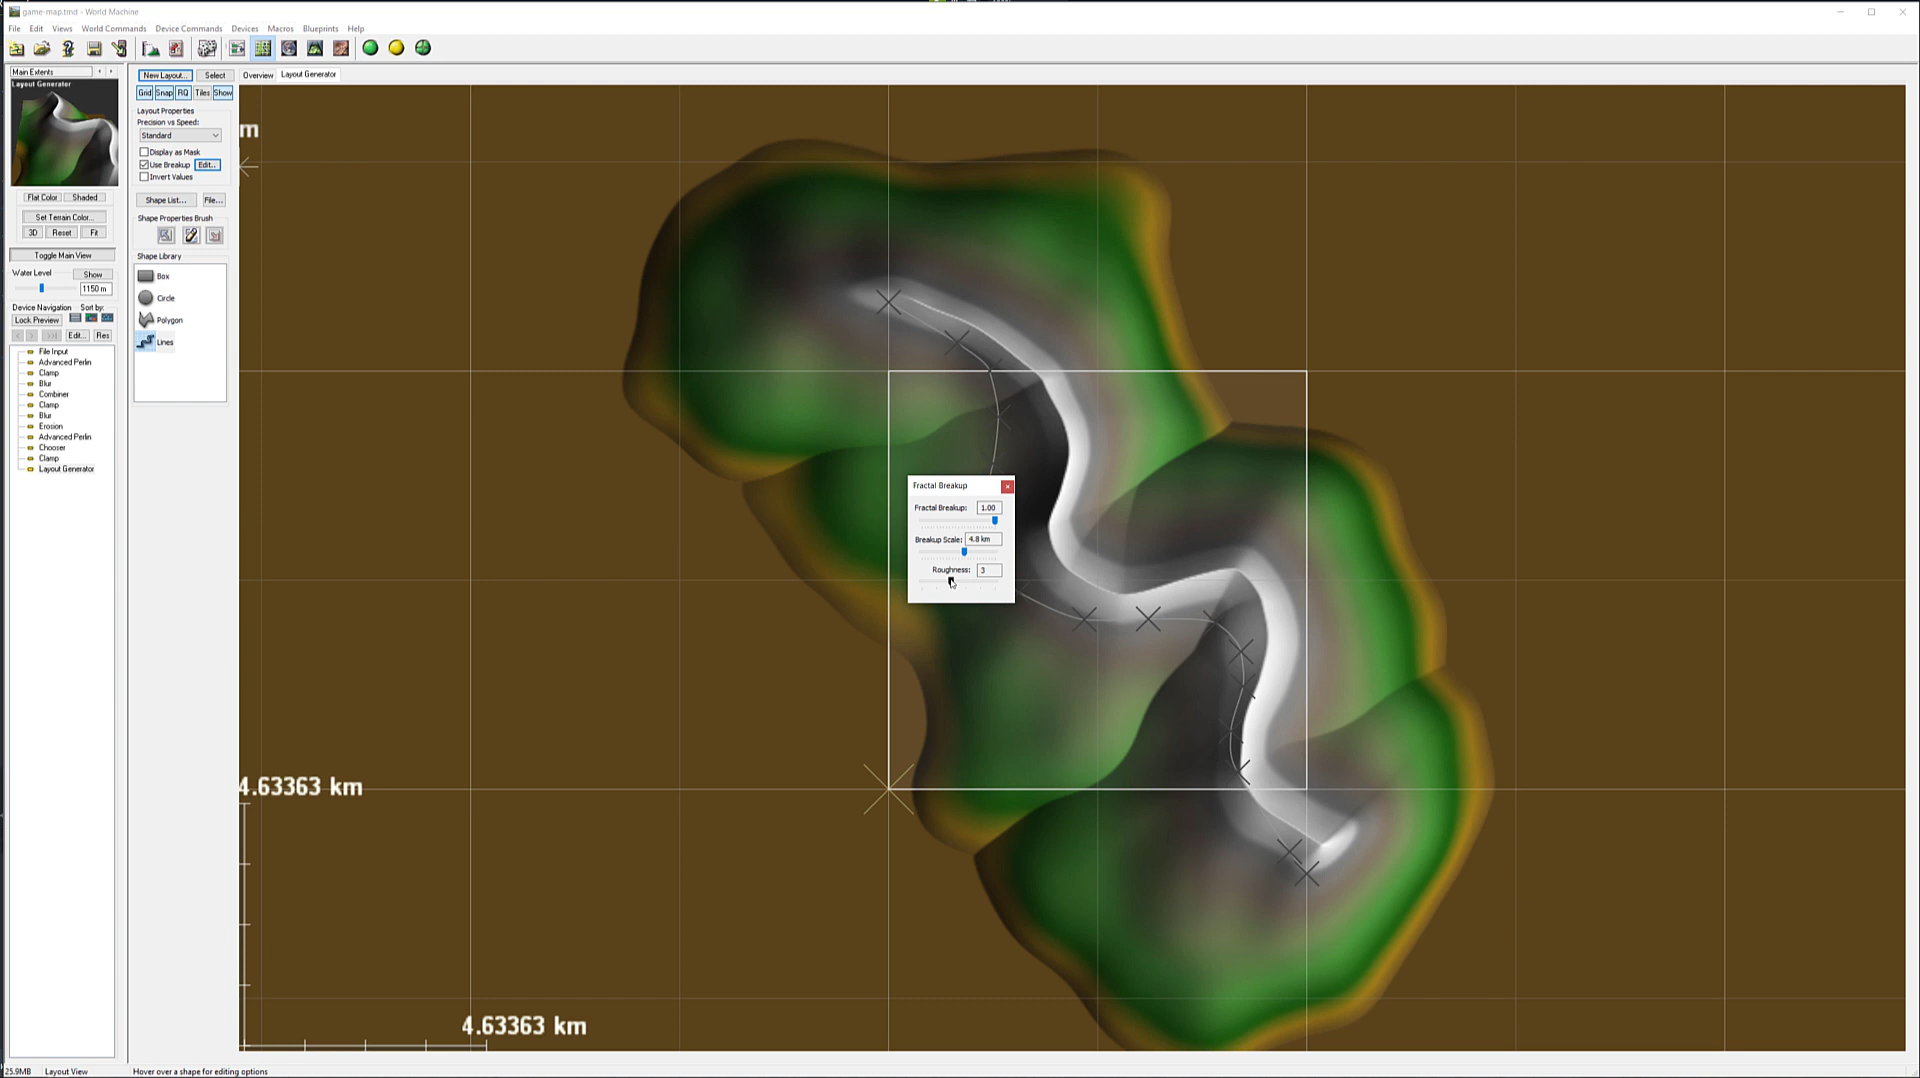 game-map.tmd - World Machine
File Edit Views World Commands Device Commands Devices Macros Blueprints Help
Main Extents
Layout Generator
Flat Color Shaded
Set Terrain Color...
3D Reset Fit
Toggle Main View
Water Level Show
1150 m
Device Navigation Sort by:
Lock Preview
Edit... Res
File Input
Advanced Perlin
Clamp
Blur
Combiner
Clamp
Blur
Erosion
Advanced Perlin
Chooser
Clamp
Layout Generator
New Layout... Select
Grid Snap RQ Tiles Show
Layout Properties
Precision vs Speed:
Standard
Display as Mask
Use Breakup Edit...
Invert Values
Shape List... File...
Shape Properties Brush
Shape Library
Box
Circle
Polygon
Lines
Overview Layout Generator
m
Fractal Breakup
Fractal Breakup: 1.00
Breakup Scale: 4.8 km
Roughness: 3
4.63363 km
4.63363 km
25.9MB Layout View Hover over a shape for editing options